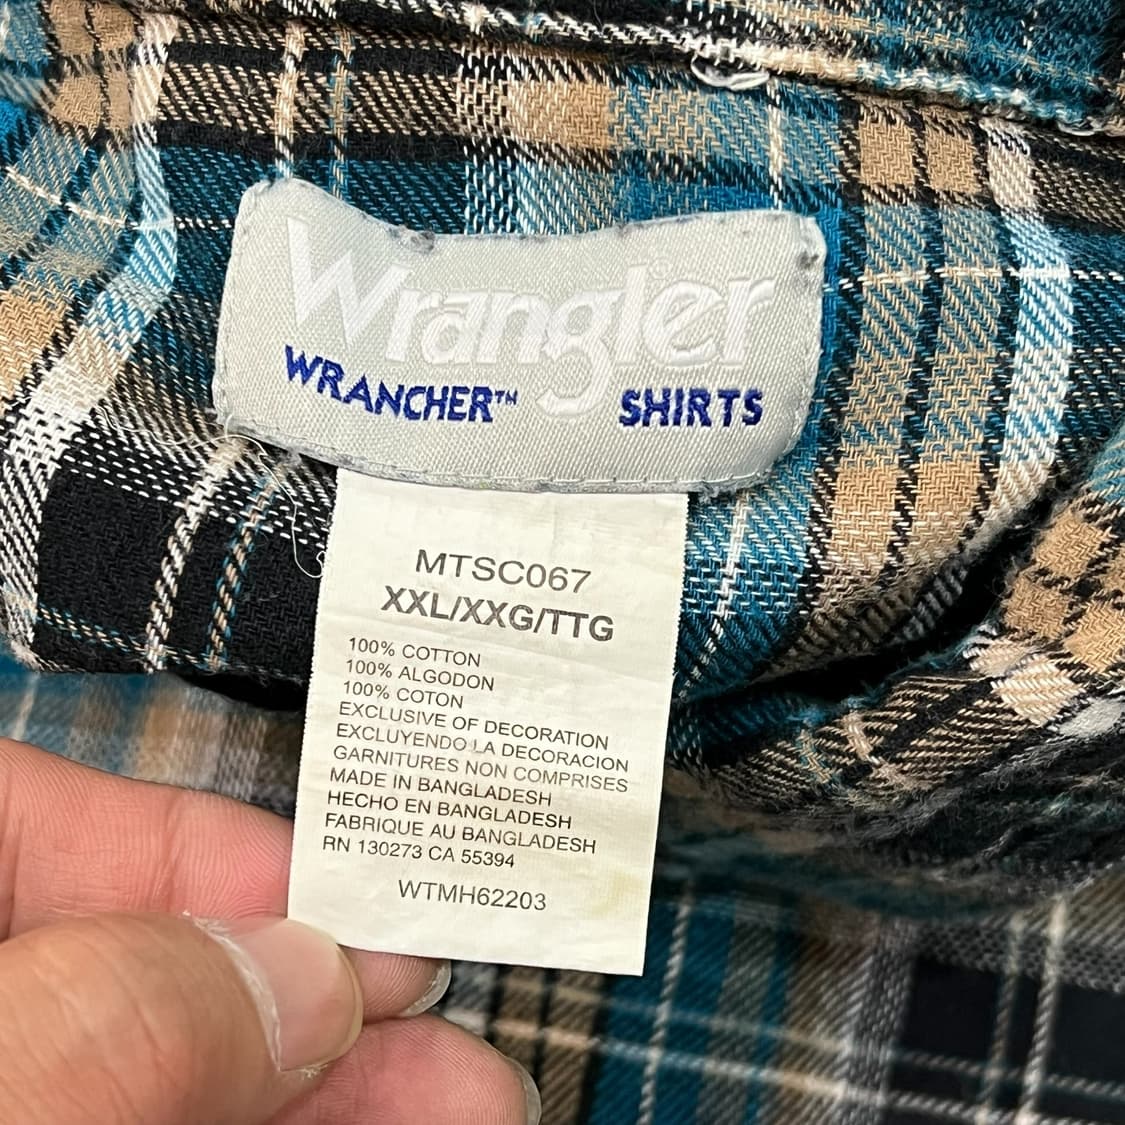 Wrangler®
WRANCHER™ SHIRTS
MTSC067
XXL/XXG/TTG
100% COTTON
100% ALGODON
100% COTON
EXCLUSIVE OF DECORATION
EXCLUYENDO LA DECORACION
GARNITURES NON COMPRISES
MADE IN BANGLADESH
HECHO EN BANGLADESH
FABRIQUE AU BANGLADESH
RN 130273 CA 55394
WTMH62203